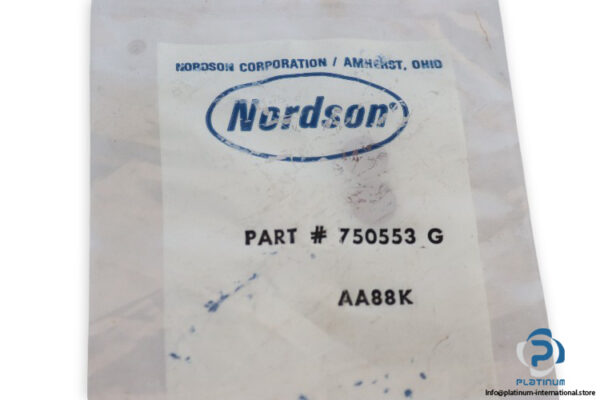 NORDSON CORPORATION / AMHERST, OHIO
Nordson®
PART # 750553 G
AA88K
PLATINUM
Info@platinum-international.store